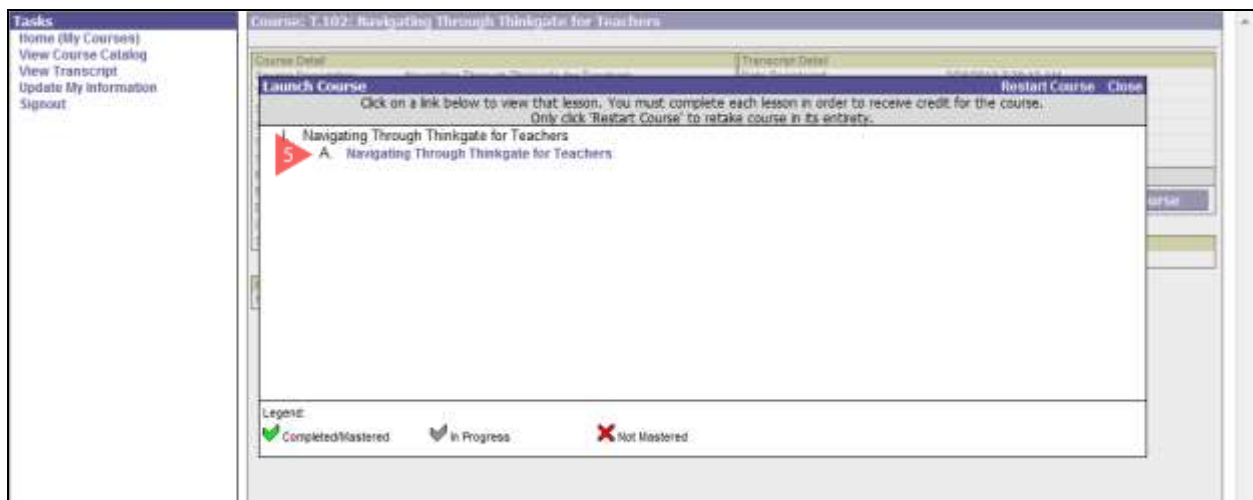 Tasks
Home (My Courses)
View Course Catalog
View Transcript
Update My Information
Signout
Course: T.102: Navigating Through Thinkgate for Teachers
Course Detail
Transcript Detail
Launch Course
Restart Course Close
Click on a link below to view that lesson. You must complete each lesson in order to receive credit for the course.
Only click 'Restart Course' to retake course in its entirety.
I. Navigating Through Thinkgate for Teachers
5
A. Navigating Through Thinkgate for Teachers
Legend:
Completed/Mastered
In Progress
Not Mastered